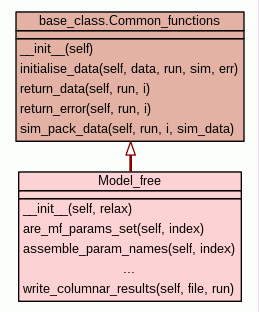 base_class.Common_functions
__init__(self)
initialise_data(self, data, run, sim, err)
return_data(self, run, i)
return_error(self, run, i)
sim_pack_data(self, run, i, sim_data)
Model_free
__init__(self, relax)
are_mf_params_set(self, index)
assemble_param_names(self, index)
...
write_columnar_results(self, file, run)